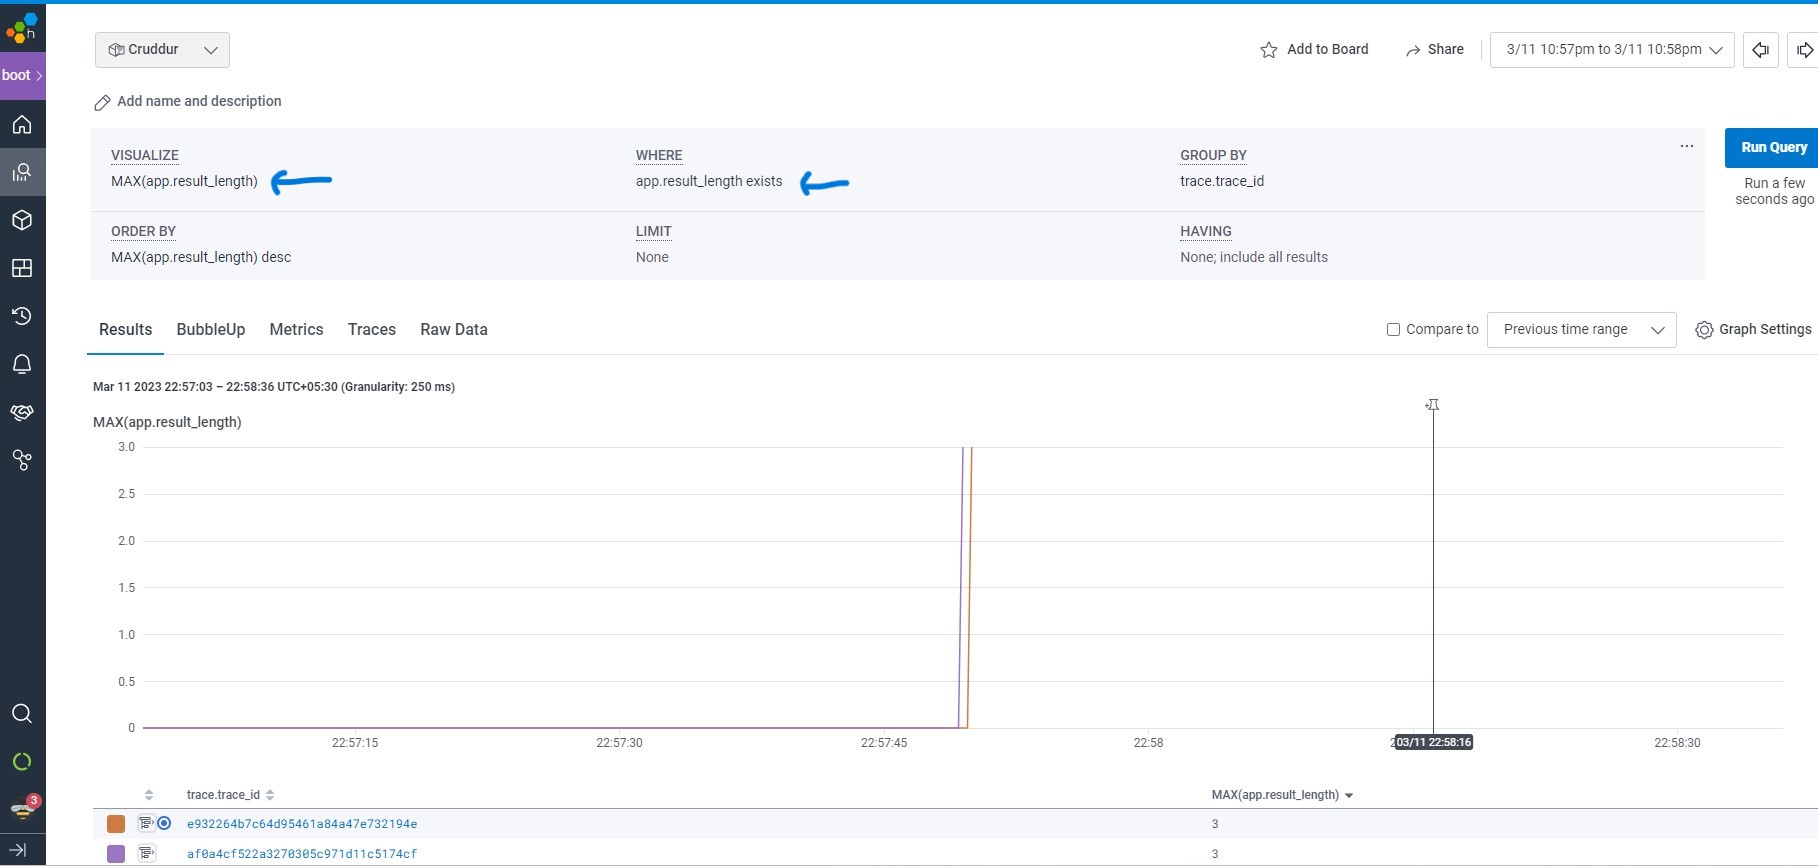 h
Cruddur
Add to Board
Share
3/11 10:57pm to 3/11 10:58pm
boot >
Add name and description
VISUALIZE
WHERE
GROUP BY
...
Run Query
MAX(app.result_length)
app.result_length exists
trace.trace_id
Run a few
seconds ago
ORDER BY
LIMIT
HAVING
MAX(app.result_length) desc
None
None; include all results
Results
BubbleUp
Metrics
Traces
Raw Data
Compare to
Previous time range
Graph Settings
Mar 11 2023 22:57:03 – 22:58:36 UTC+05:30 (Granularity: 250 ms)
MAX(app.result_length)
3.0
2.5
2.0
1.5
1.0
0.5
0
22:57:15
22:57:30
22:57:45
22:58
03/11 22:58:16
22:58:30
trace.trace_id
MAX(app.result_length)
3
e932264b7c64d95461a84a47e732194e
3
af0a4cf522a3270305c971d11c5174cf
3